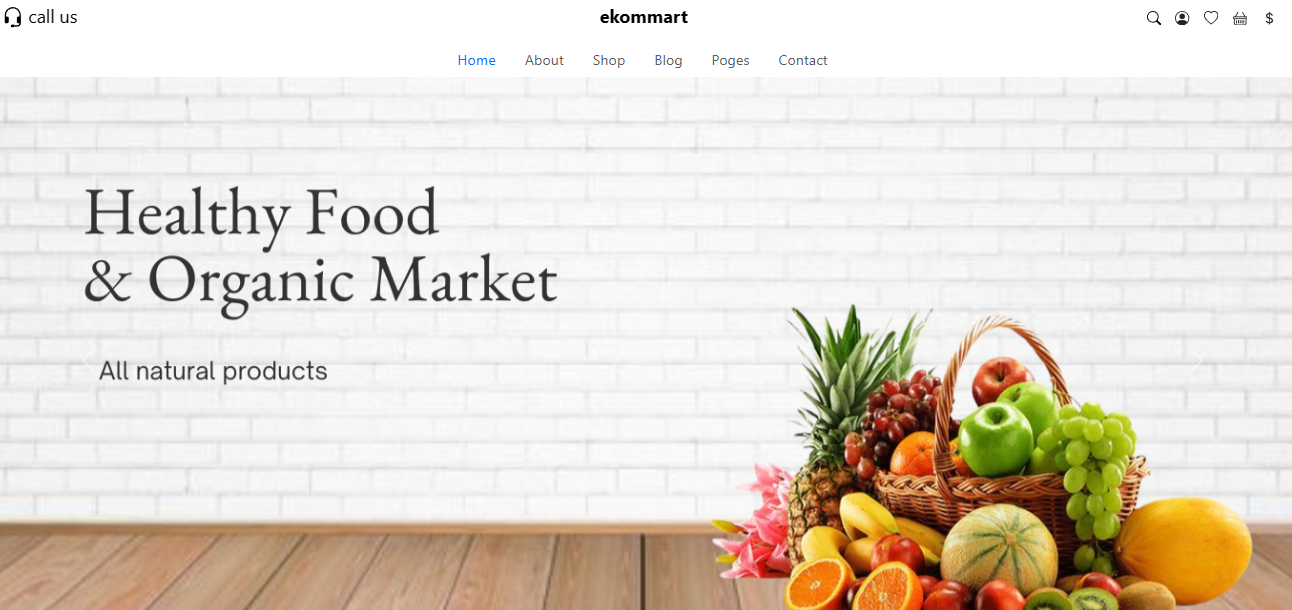 call us
ekommart
$
Home About Shop Blog Poges Contact
Healthy Food
& Organic Market
All natural products